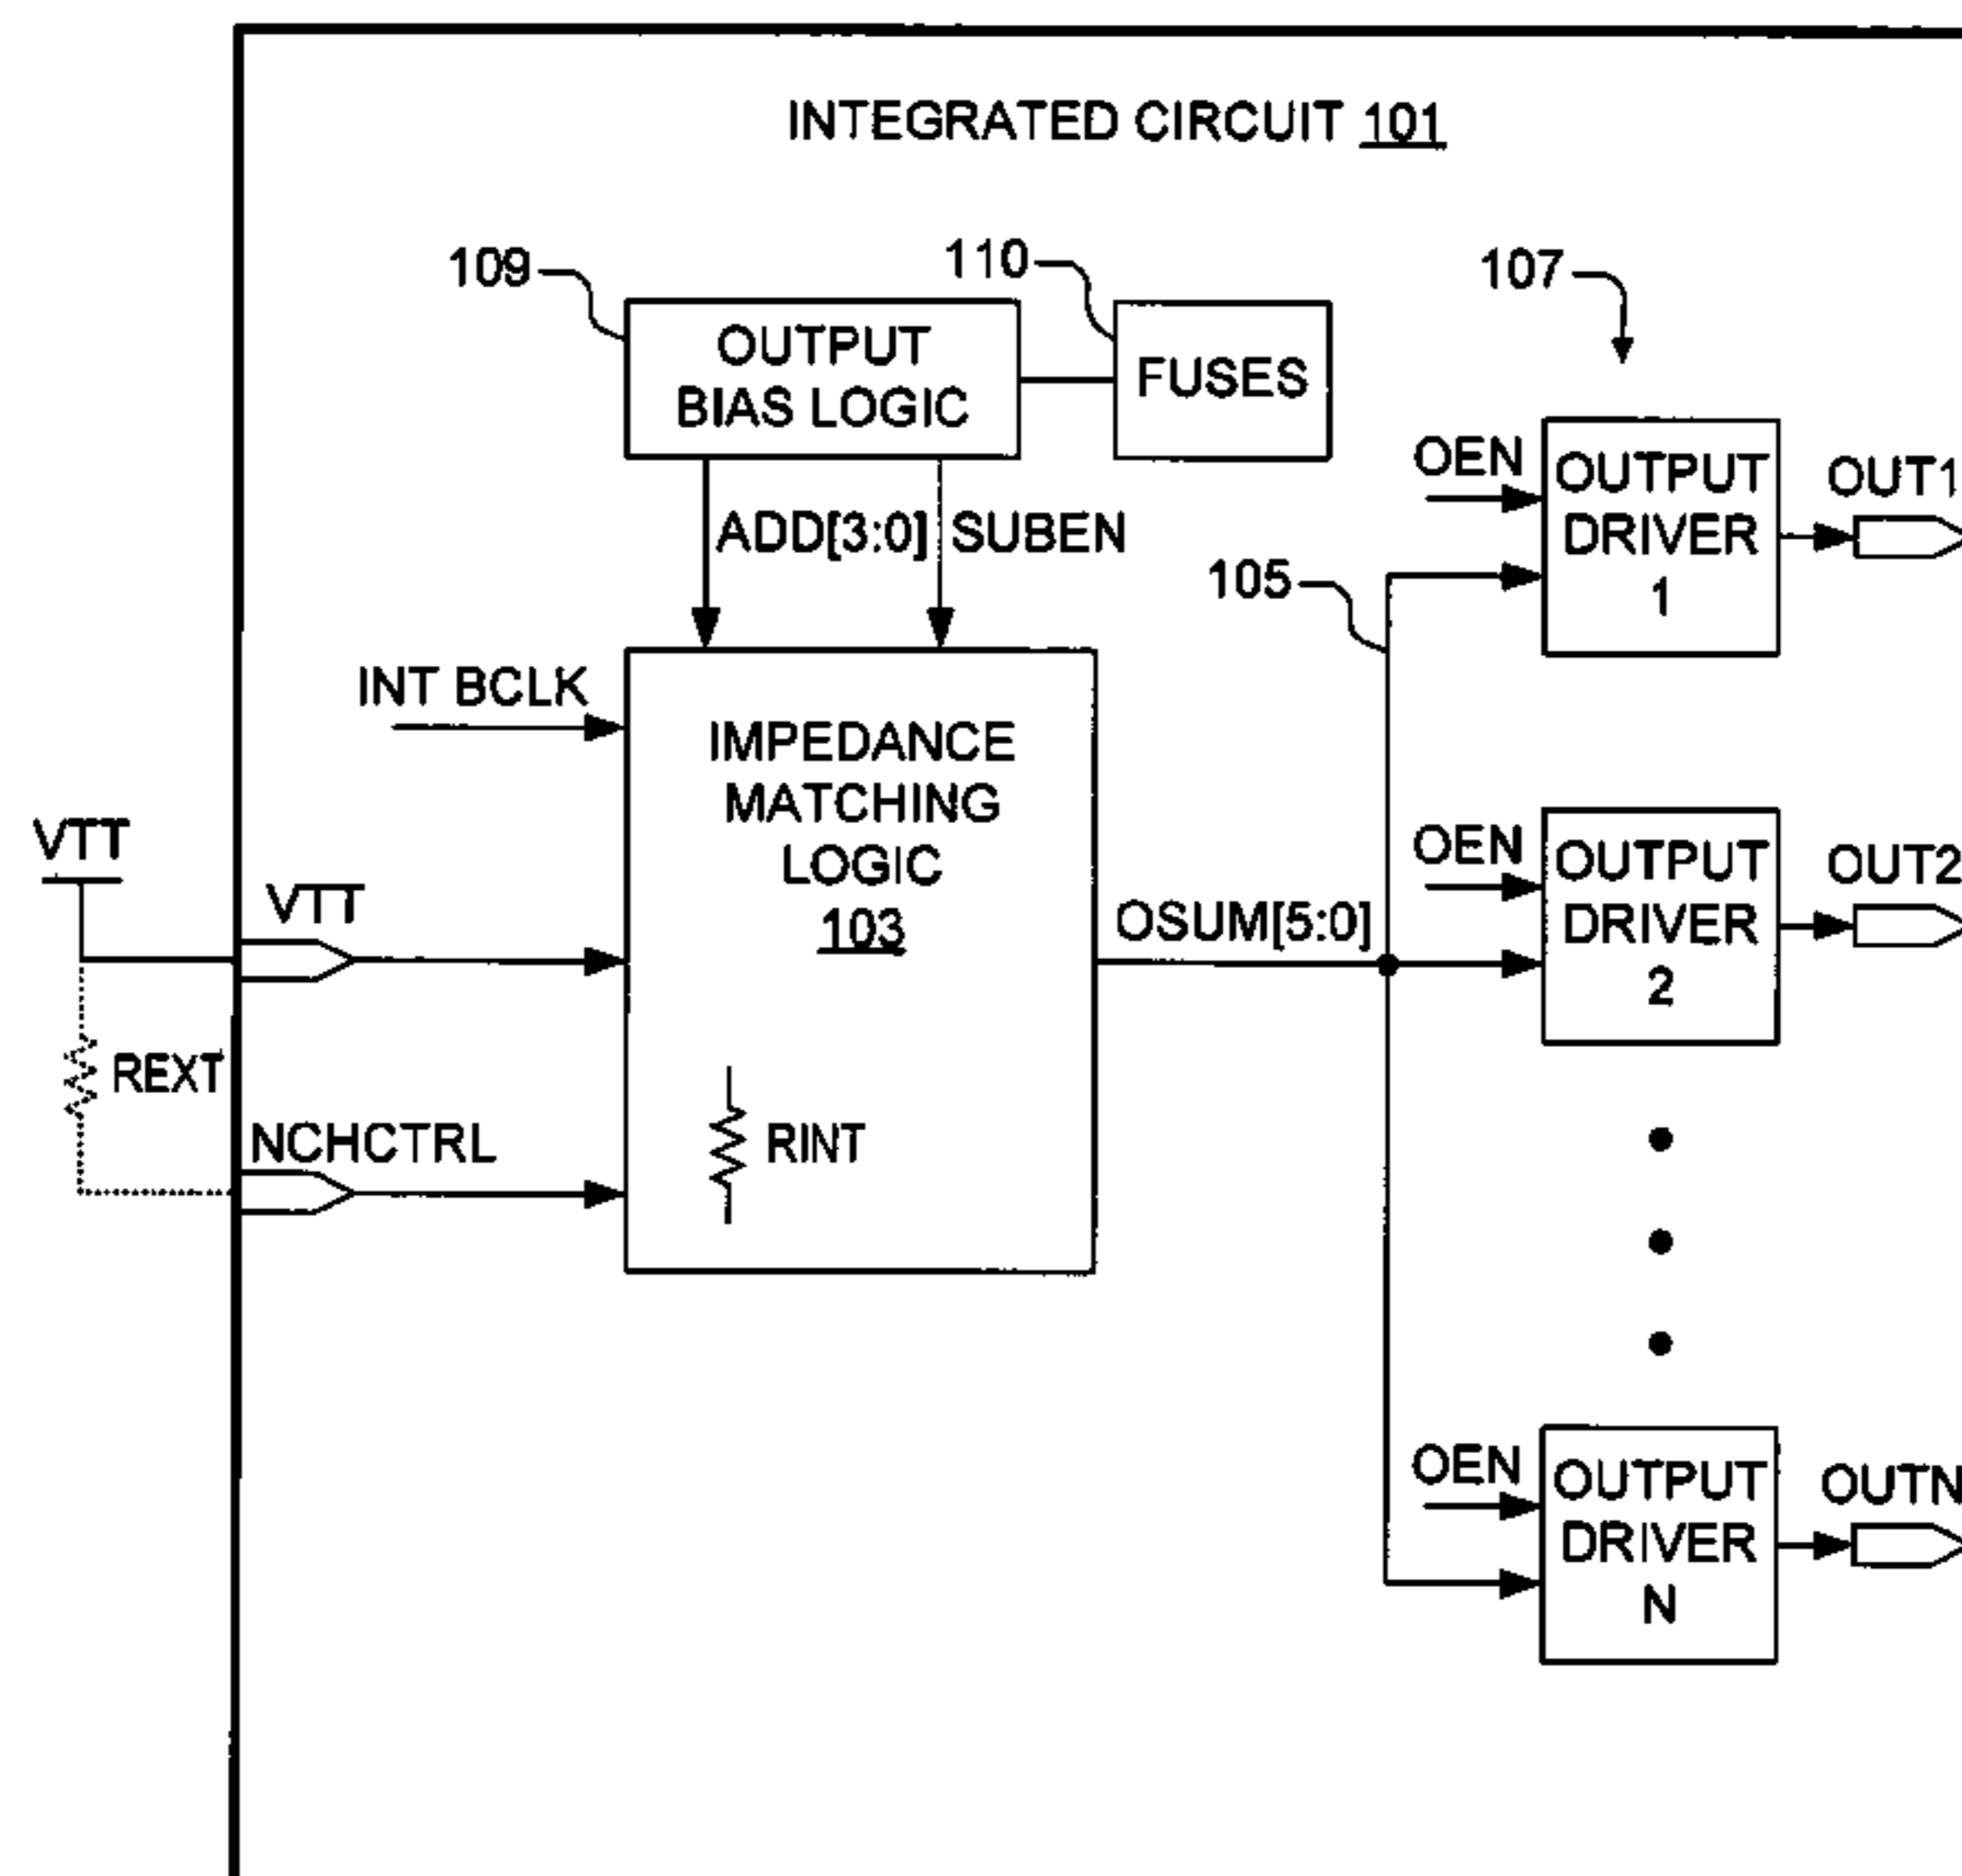 INTEGRATED CIRCUIT 101
109
110
107
OUTPUT
BIAS LOGIC
FUSES
OEN
OUTPUT
DRIVER
1
OUT1
ADD[3:0]
SUBEN
105
INT BCLK
IMPEDANCE
MATCHING
LOGIC
103
VTT
VTT
OSUM[5:0]
OEN
OUTPUT
DRIVER
2
OUT2
REXT
NCHCTRL
RINT
OEN
OUTPUT
DRIVER
N
OUTN